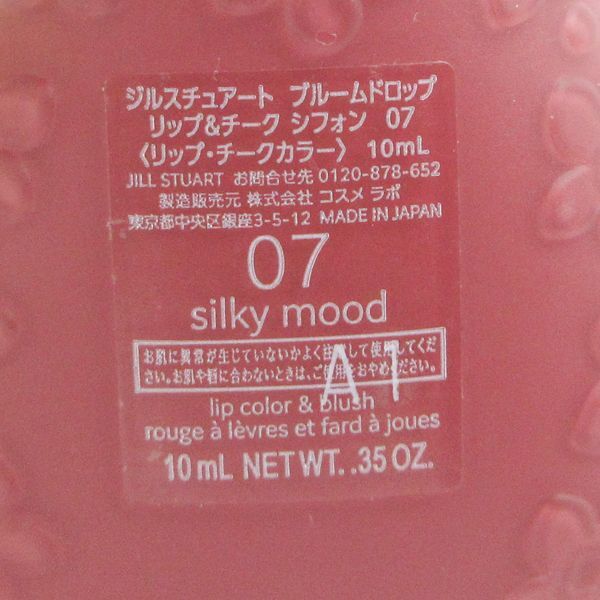 ジルスチュアート ブルームドロップ
リップ&チーク シフォン 07
〈リップ・チークカラー〉 10mL
JILL STUART お問合せ先 0120-878-652
製造販売元 株式会社 コスメ ラボ
東京都中央区銀座3-5-12 MADE IN JAPAN
07
silky mood
お肌に異常が生じていないかよく注意して使用してくだ
さい。お肌や唇に合わないときは、ご使用をおやめください。
A1
lip color & blush
rouge à lèvres et fard à joues
10mL NET WT. .35 OZ.